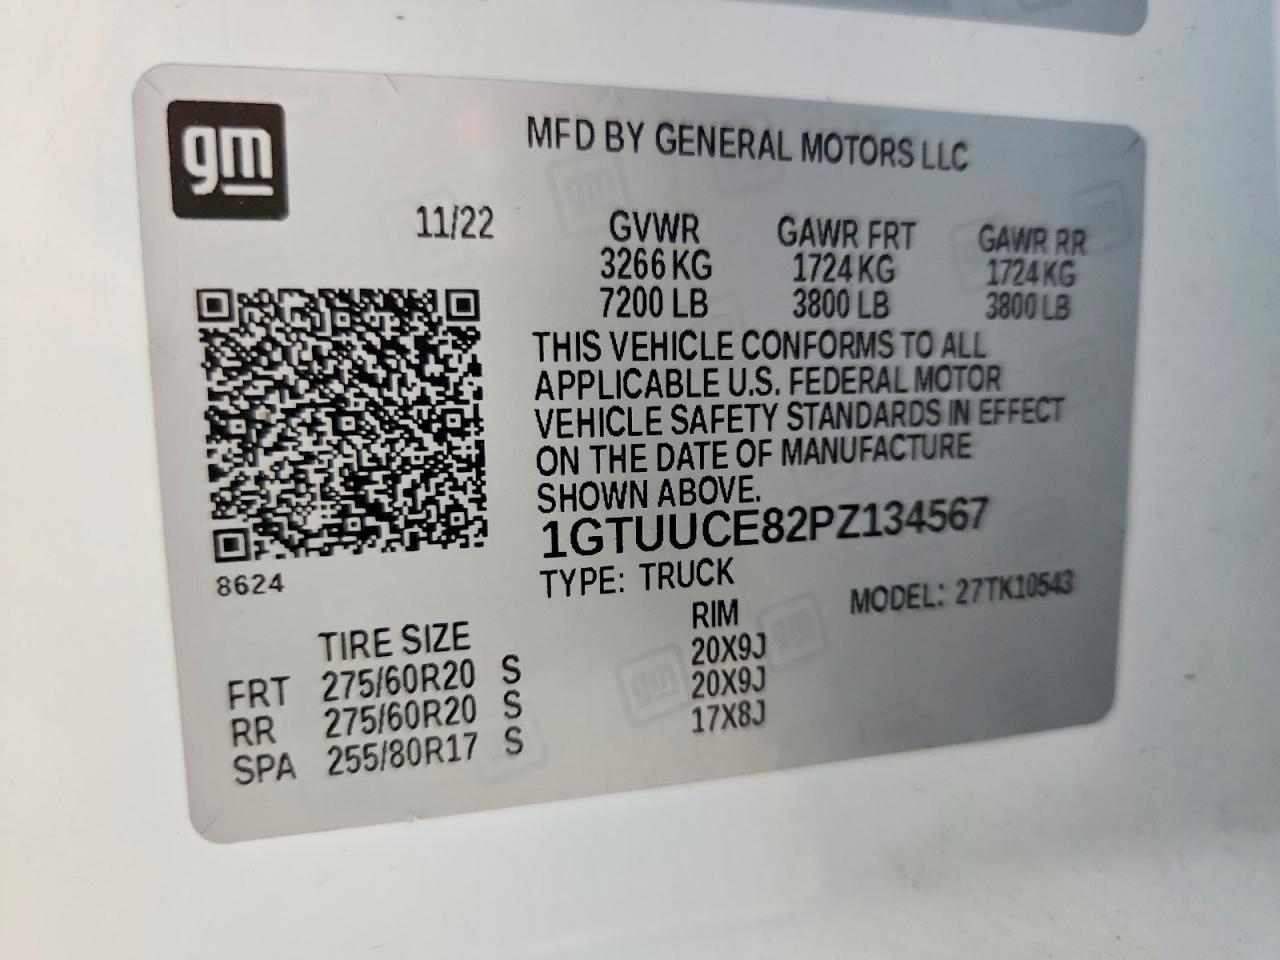 gm
MFD BY GENERAL MOTORS LLC
11/22
GVWR GAWR FRT GAWR RR
3266 KG 1724 KG 1724 KG
7200 LB 3800 LB 3800 LB
THIS VEHICLE CONFORMS TO ALL
APPLICABLE U.S. FEDERAL MOTOR
VEHICLE SAFETY STANDARDS IN EFFECT
ON THE DATE OF MANUFACTURE
SHOWN ABOVE.
1GTUUCE82PZ134567
TYPE: TRUCK MODEL: 27TK10543
8624
TIRE SIZE RIM
FRT 275/60R20 S 20X9J
RR 275/60R20 S 20X9J
SPA 255/80R17 S 17X8J